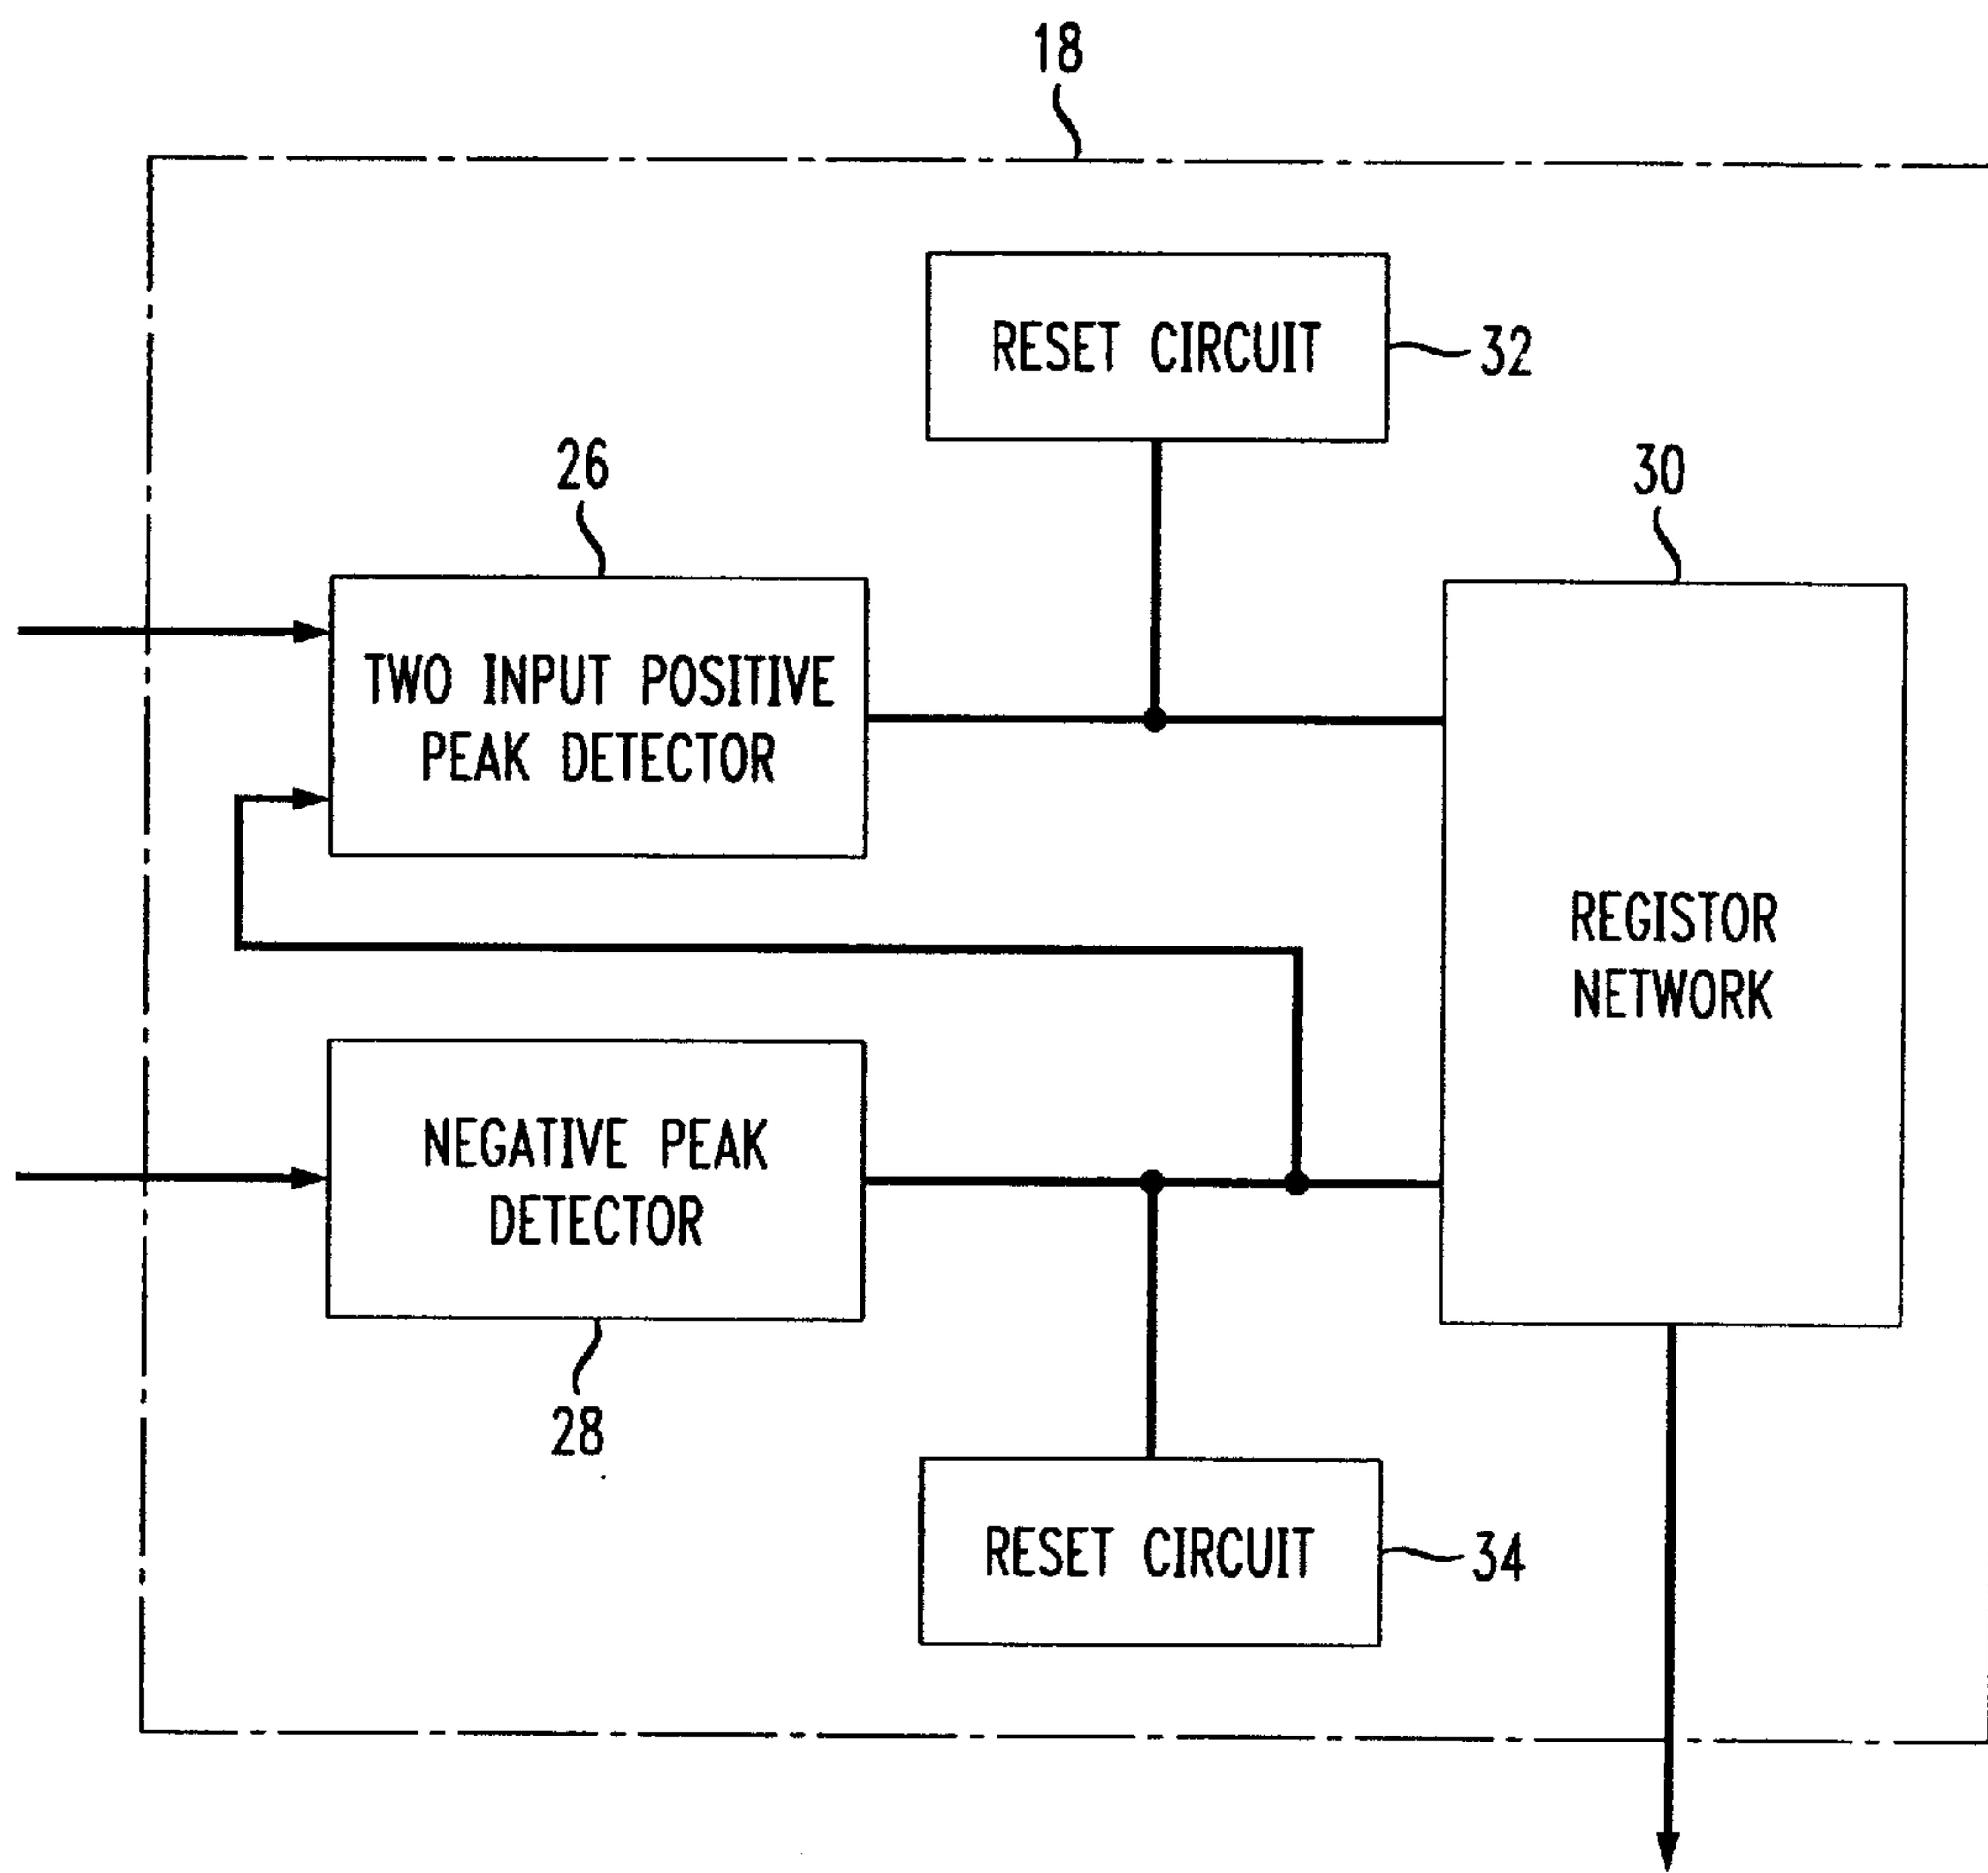 18
RESET CIRCUIT
32
26
30
TWO INPUT POSITIVE
PEAK DETECTOR
REGISTOR
NETWORK
NEGATIVE PEAK
DETECTOR
28
RESET CIRCUIT
34